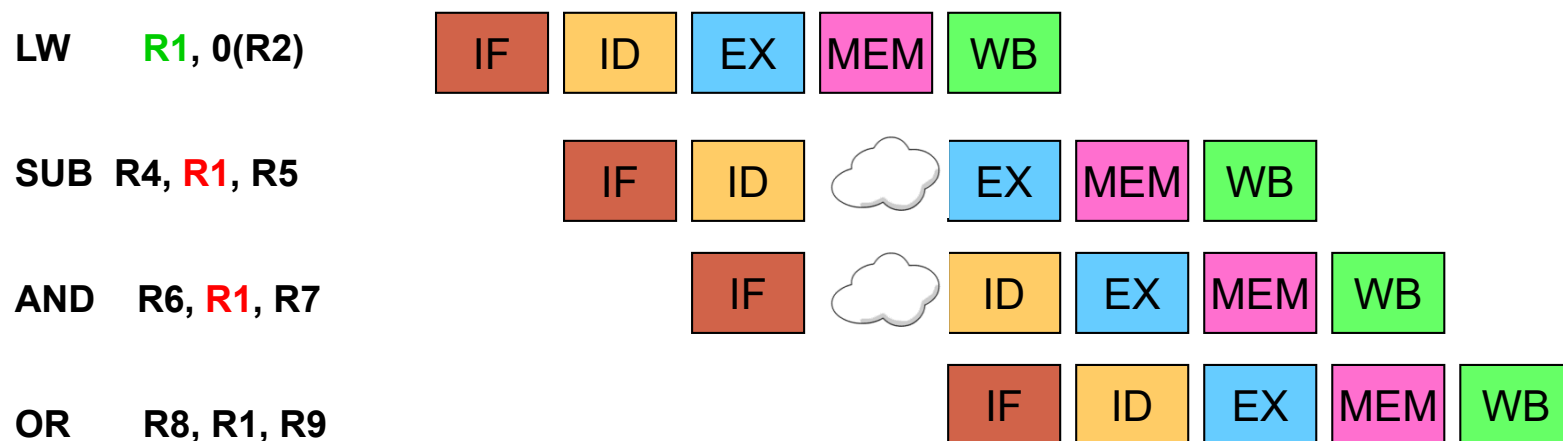 LW R1, 0(R2) IF ID EX MEM WB
SUB R4, R1, R5 IF ID EX MEM WB
AND R6, R1, R7 IF ID EX MEM WB
OR R8, R1, R9 IF ID EX MEM WB